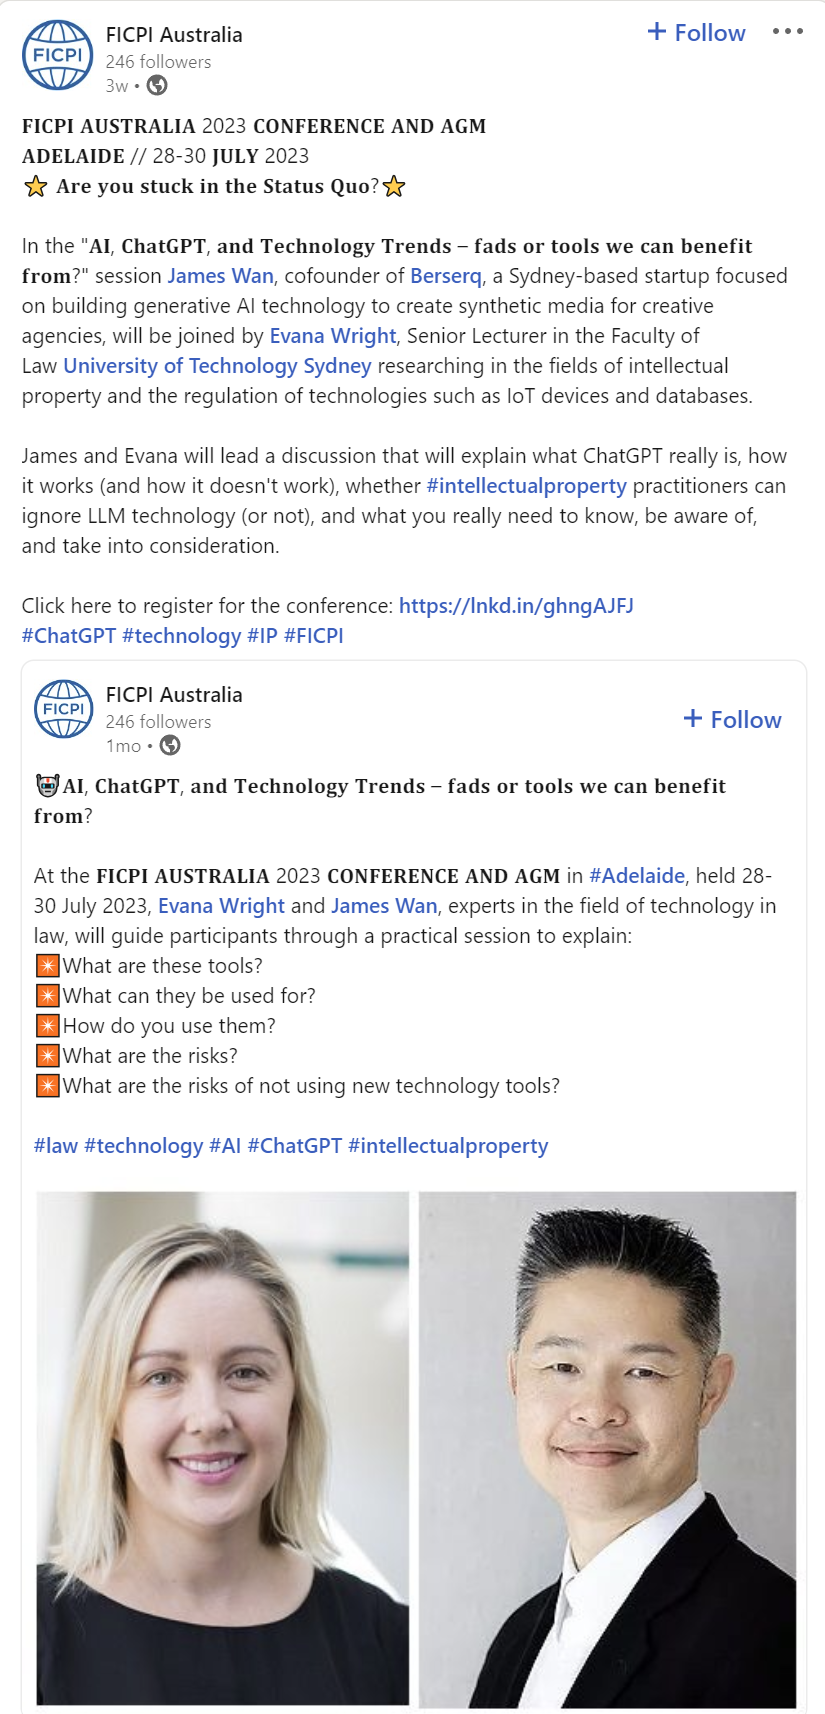 FICPI
FICPI Australia
+ Follow
246 followers
3w •
FICPI AUSTRALIA 2023 CONFERENCE AND AGM
ADELAIDE // 28-30 JULY 2023
⭐ Are you stuck in the Status Quo?⭐
In the "AI, ChatGPT, and Technology Trends – fads or tools we can benefit
from?" session James Wan, cofounder of Berserq, a Sydney-based startup focused
on building generative AI technology to create synthetic media for creative
agencies, will be joined by Evana Wright, Senior Lecturer in the Faculty of
Law University of Technology Sydney researching in the fields of intellectual
property and the regulation of technologies such as IoT devices and databases.
James and Evana will lead a discussion that will explain what ChatGPT really is, how
it works (and how it doesn't work), whether #intellectualproperty practitioners can
ignore LLM technology (or not), and what you really need to know, be aware of,
and take into consideration.
Click here to register for the conference: https://lnkd.in/ghngAJFJ
#ChatGPT #technology #IP #FICPI
FICPI
FICPI Australia
246 followers
+ Follow
1mo •
🤖AI, ChatGPT, and Technology Trends – fads or tools we can benefit
from?
At the FICPI AUSTRALIA 2023 CONFERENCE AND AGM in #Adelaide, held 28-
30 July 2023, Evana Wright and James Wan, experts in the field of technology in
law, will guide participants through a practical session to explain:
✴️What are these tools?
✴️What can they be used for?
✴️How do you use them?
✴️What are the risks?
✴️What are the risks of not using new technology tools?
#law #technology #AI #ChatGPT #intellectualproperty